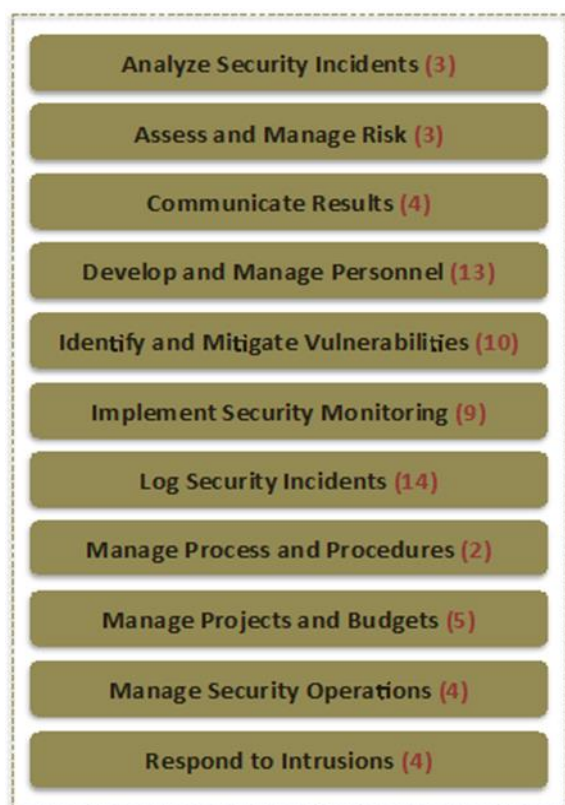 Analyze Security Incidents (3)
Assess and Manage Risk (3)
Communicate Results (4)
Develop and Manage Personnel (13)
Identify and Mitigate Vulnerabilities (10)
Implement Security Monitoring (9)
Log Security Incidents (14)
Manage Process and Procedures (2)
Manage Projects and Budgets (5)
Manage Security Operations (4)
Respond to Intrusions (4)